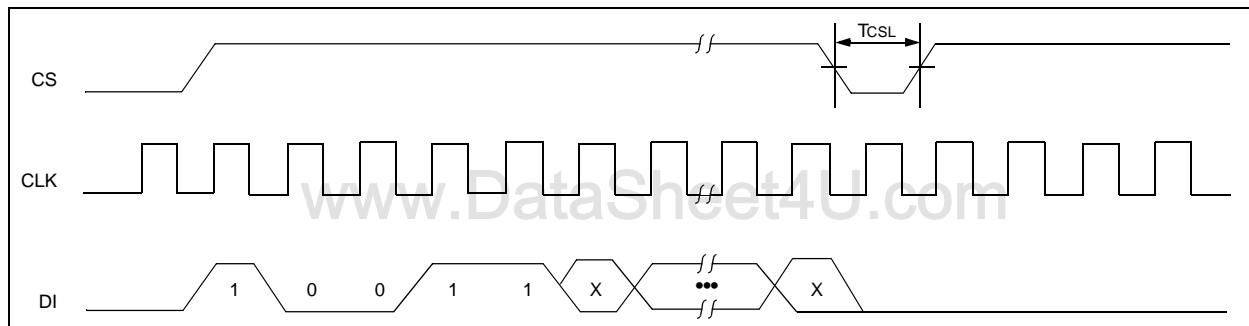 TCSL
CS
CLK
www.DataSheet4U.com
DI
1 0 0 1 1 X ••• X